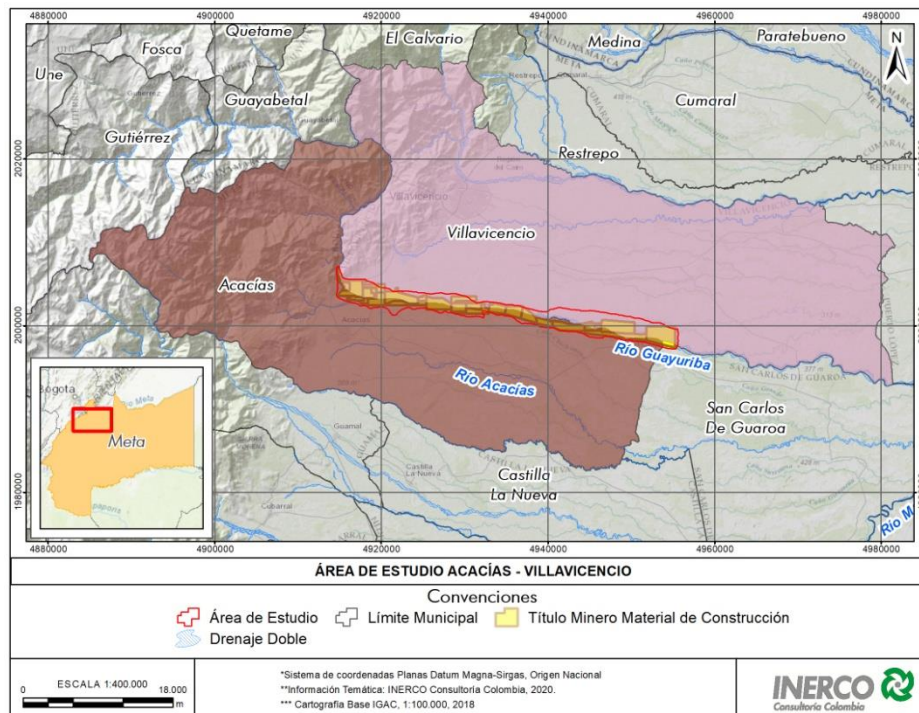 4880000 4900000 4920000 4940000 4960000 4980000
Quetame
El Calvario
Fosca
Medina
Paratebueno
Une
Guayabetal
Cumaral
Gutiérrez
Restrepo
N
2020000
Villavicencio
Acacías
2000000
Río Guayuriba
Río Acacías
San Carlos
De Guaroa
Castilla
La Nueva
1980000
Río M
Bogota
Meta
4880000 4900000 4920000 4940000 4960000 4980000
ÁREA DE ESTUDIO ACACÍAS - VILLAVICENCIO
Convenciones
Área de Estudio Límite Municipal Título Minero Material de Construcción
Drenaje Doble
ESCALA 1:400.000
0 18.000
m
*Sistema de coordenadas Planas Datum Magna-Sirgas, Origen Nacional
**Información Temática: INERCO Consultoría Colombia, 2020.
*** Cartografía Base IGAC, 1:100.000, 2018
INERCO
Consultoría Colombia